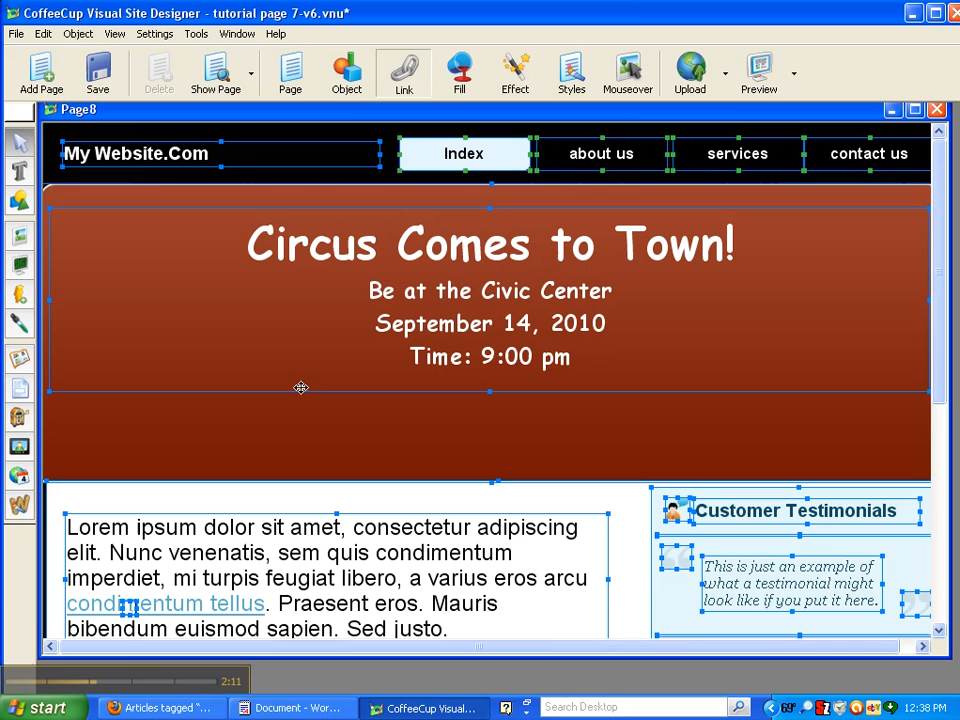 CoffeeCup Visual Site Designer - tutorial page 7-v6.vnu*
File Edit Object View Settings Tools Window Help
Add Page Save Delete Show Page Page Object Link Fill Effect Styles Mouseover Upload Preview
Page8
My Website.Com Index about us services contact us
Circus Comes to Town!
Be at the Civic Center
September 14, 2010
Time: 9:00 pm
Lorem ipsum dolor sit amet, consectetur adipiscing
elit. Nunc venenatis, sem quis condimentum
imperdiet, mi turpis feugiat libero, a varius eros arcu
condimentum tellus. Praesent eros. Mauris
bibendum euismod sapien. Sed justo.
Customer Testimonials
This is just an example of
what a testimonial might
look like if you put it here.
2:11
start Articles tagged "... Document - Wor... CoffeeCup Visual... Search Desktop 69° 12:38 PM